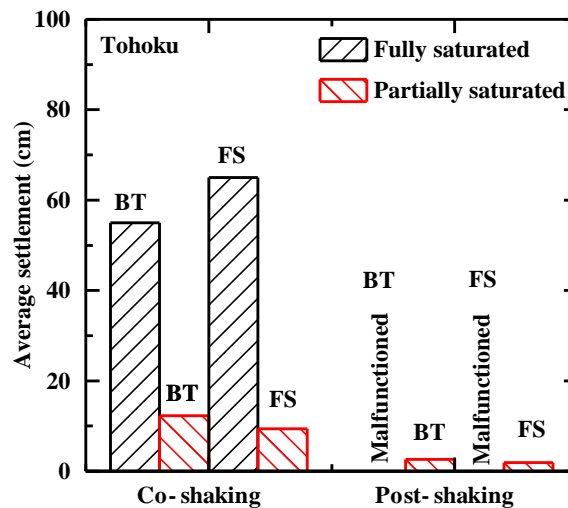 Tohoku
Fully saturated
Partially saturated
Average settlement (cm)
100
80
60
40
20
0
BT
BT
FS
FS
BT
Malfunctioned
BT
FS
Malfunctioned
FS
Co- shaking
Post- shaking